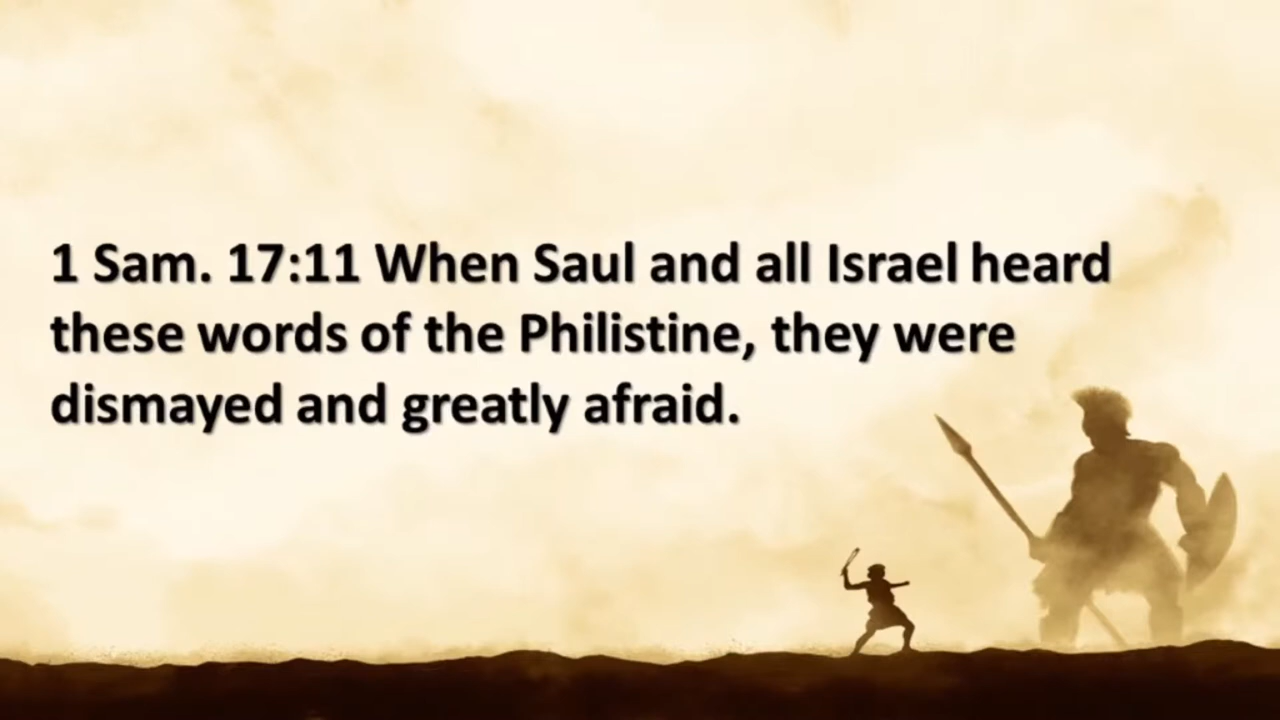 1 Sam. 17:11 When Saul and all Israel heard
these words of the Philistine, they were
dismayed and greatly afraid.